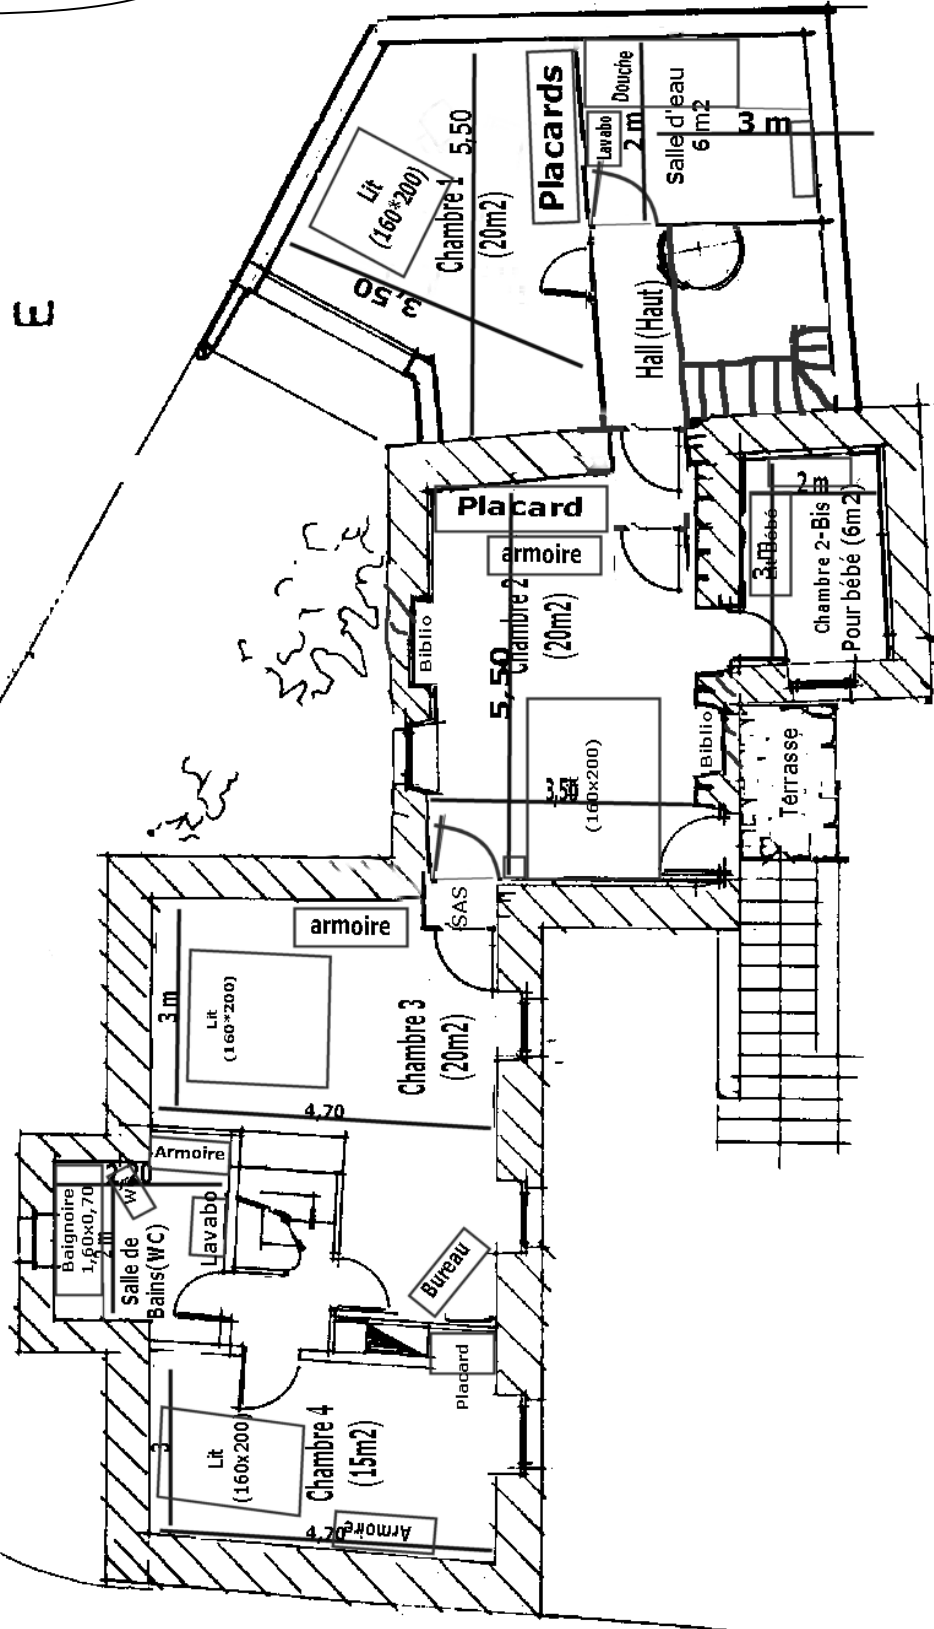 E
Placards
Douche
Lavabo
2 m
Salle d'eau
6 m2
3 m
Lit
(160*200)
5,50
Chambre 1
(20m2)
3,50
Hall (Haut)
Placard
armoire
Chambre 2
(20m2)
5,50
Biblio
2 m
3 m
Lit Bébé
Chambre 2-Bis
Pour bébé (6m2)
Biblio
3,50
(160x200)
Terrasse
SAS
armoire
3 m
Lit
(160*200)
Chambre 3
(20m2)
4,70
Armoire
Baignoire
1,60x0,70
2 m
Salle de
Bains(WC)
Lavabo
Bureau
Placard
3
Lit
(160x200)
Chambre 4
(15m2)
4,70
Armoire